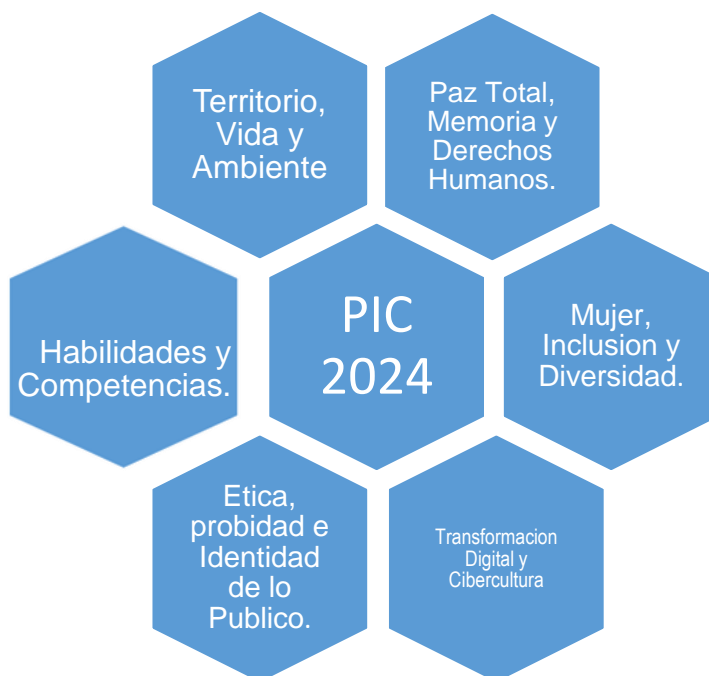 Territorio,
Vida y
Ambiente
Paz Total,
Memoria y
Derechos
Humanos.
Habilidades y
Competencias.
PIC
2024
Mujer,
Inclusion y
Diversidad.
Etica,
probidad e
Identidad
de lo
Publico.
Transformacion
Digital y
Cibercultura